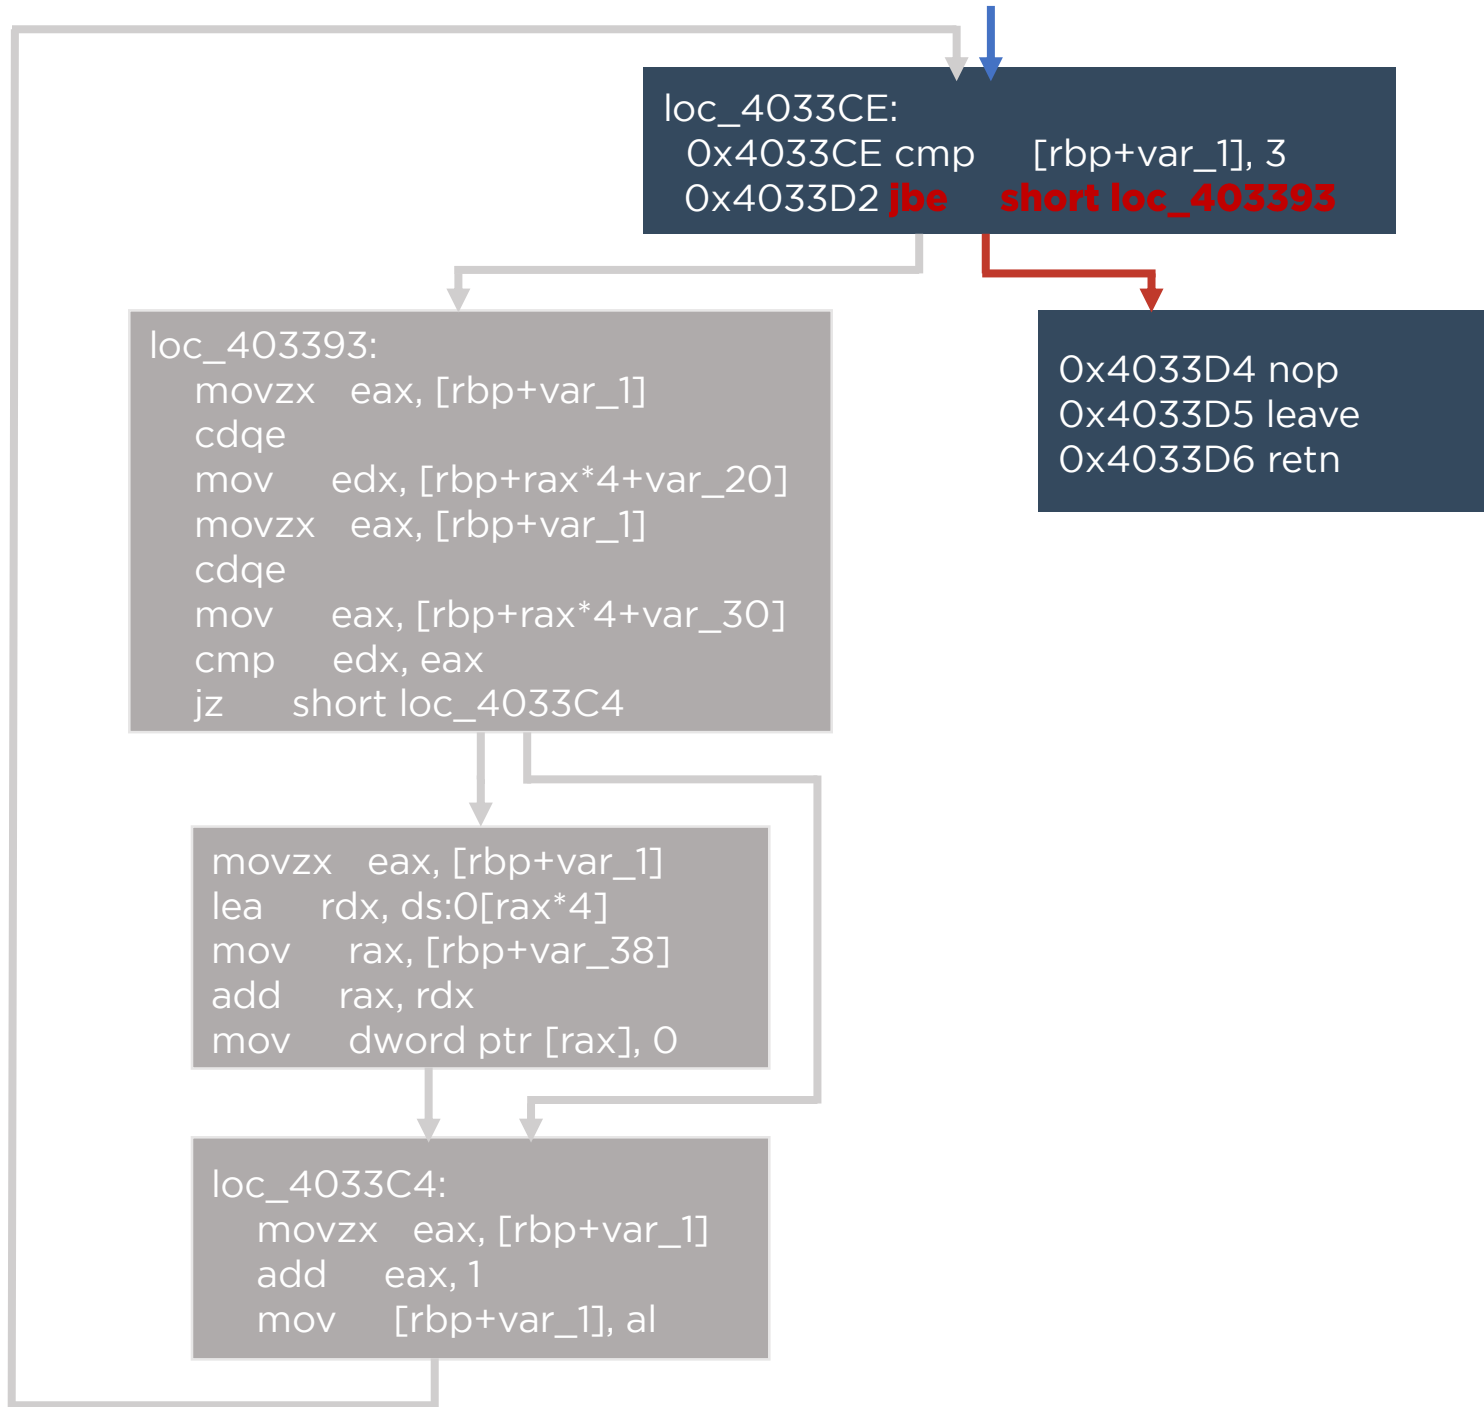 loc_4033CE:
0x4033CE cmp [rbp+var_1], 3
0x4033D2 jbe short loc_403393
loc_403393:
movzx eax, [rbp+var_1]
cdqe
mov edx, [rbp+rax*4+var_20]
movzx eax, [rbp+var_1]
cdqe
mov eax, [rbp+rax*4+var_30]
cmp edx, eax
jz short loc_4033C4
0x4033D4 nop
0x4033D5 leave
0x4033D6 retn
movzx eax, [rbp+var_1]
lea rdx, ds:0[rax*4]
mov rax, [rbp+var_38]
add rax, rdx
mov dword ptr [rax], 0
loc_4033C4:
movzx eax, [rbp+var_1]
add eax, 1
mov [rbp+var_1], al